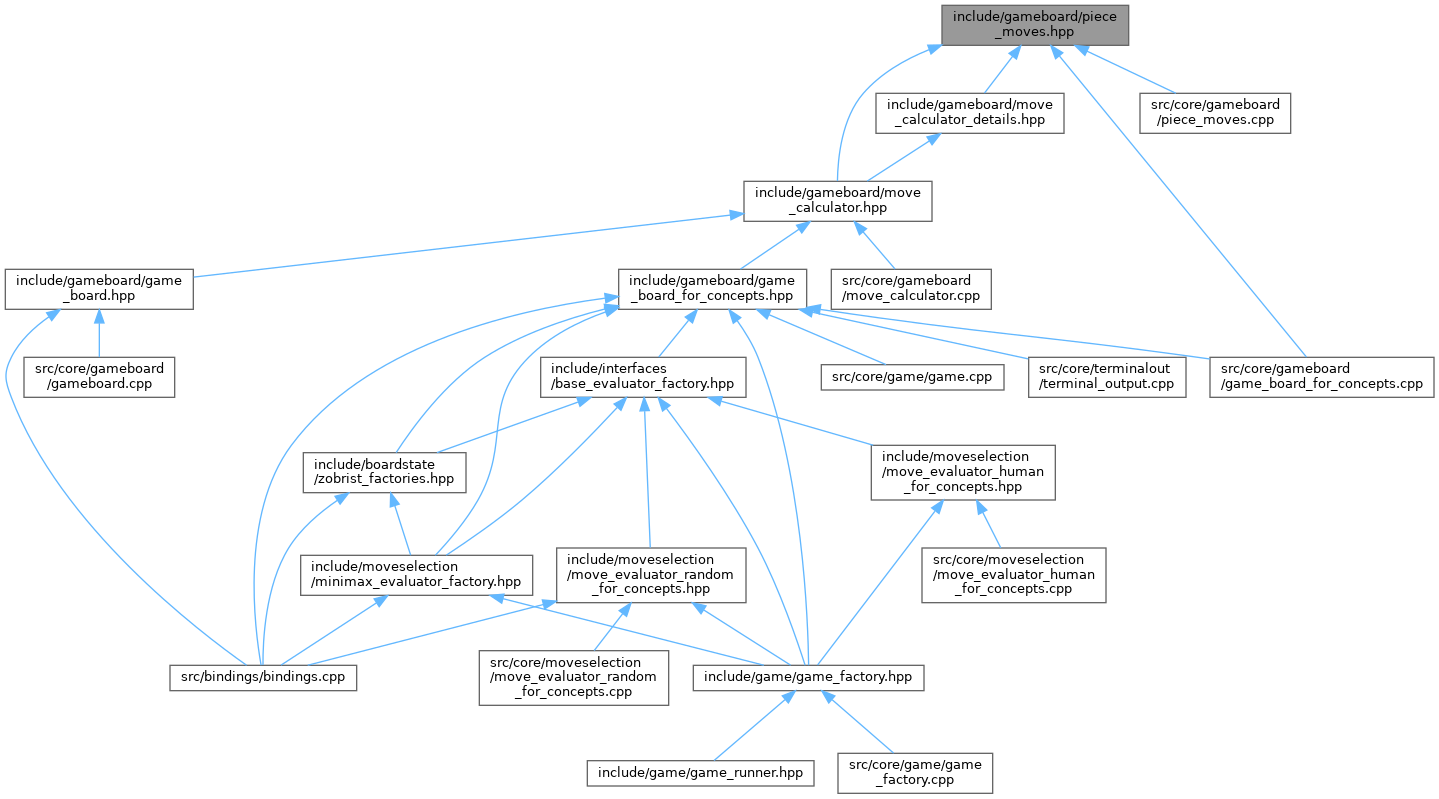 include/gameboard/piece
_moves.hpp
include/gameboard/move
_calculator_details.hpp
src/core/gameboard
/piece_moves.cpp
include/gameboard/move
_calculator.hpp
include/gameboard/game
_board.hpp
include/gameboard/game
_board_for_concepts.hpp
src/core/gameboard
/move_calculator.cpp
src/core/gameboard
/gameboard.cpp
include/interfaces
/base_evaluator_factory.hpp
src/core/game/game.cpp
src/core/terminalout
/terminal_output.cpp
src/core/gameboard
/game_board_for_concepts.cpp
include/boardstate
/zobrist_factories.hpp
include/moveselection
/move_evaluator_human
_for_concepts.hpp
include/moveselection
/minimax_evaluator_factory.hpp
include/moveselection
/move_evaluator_random
_for_concepts.hpp
src/core/moveselection
/move_evaluator_human
_for_concepts.cpp
src/bindings/bindings.cpp
src/core/moveselection
/move_evaluator_random
_for_concepts.cpp
include/game/game_factory.hpp
include/game/game_runner.hpp
src/core/game/game
_factory.cpp